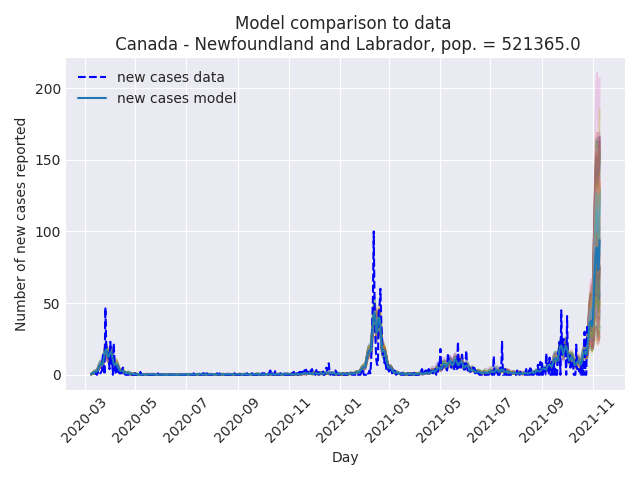 Model comparison to data
Canada - Newfoundland and Labrador, pop. = 521365.0
new cases data
new cases model
Number of new cases reported
200
150
100
50
0
2020-03
2020-05
2020-07
2020-09
2020-11
2021-01
2021-03
2021-05
2021-07
2021-09
2021-11
Day